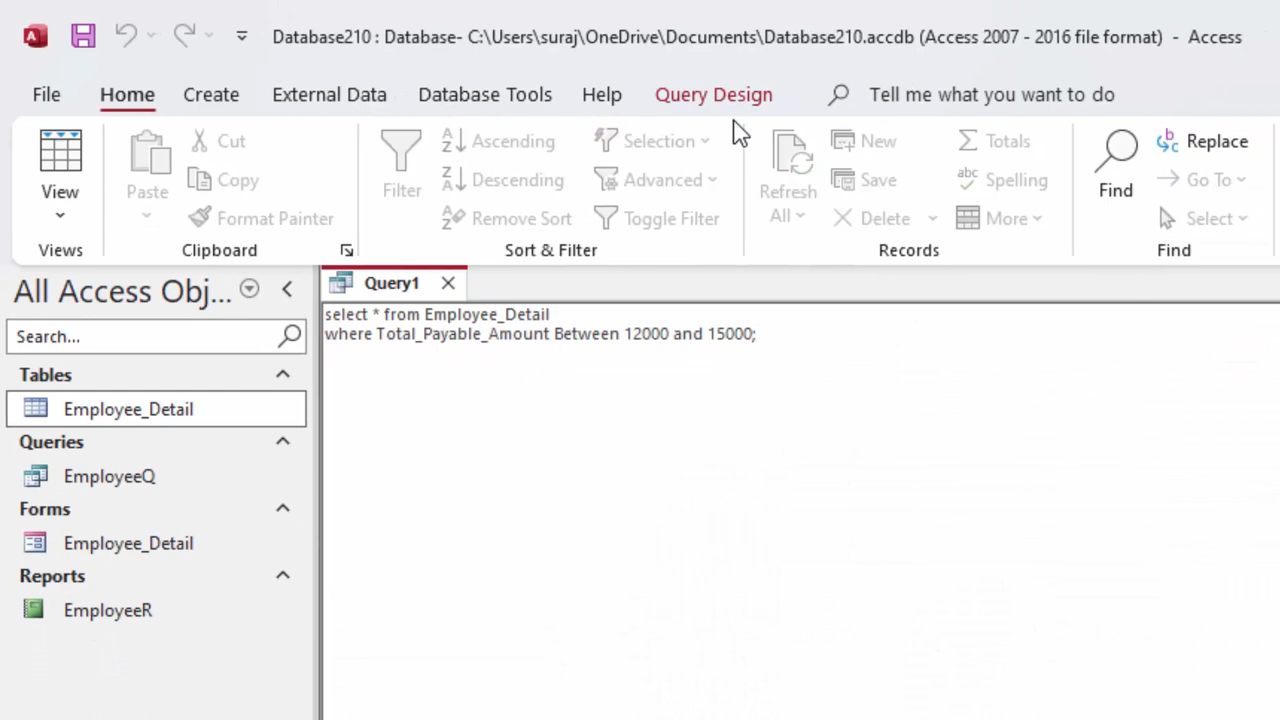 Database210 : Database- C:\Users\suraj\OneDrive\Documents\Database210.accdb (Access 2007 - 2016 file format) - Access
File Home Create External Data Database Tools Help Query Design Tell me what you want to do
View
Views
Paste
Cut
Copy
Format Painter
Clipboard
Filter
Ascending
Descending
Remove Sort
Selection
Advanced
Toggle Filter
Sort & Filter
Refresh
All
New
Save
Delete
Totals
Spelling
More
Records
Find
Replace
Go To
Select
Find
All Access Obj...
Search...
Tables
Employee_Detail
Queries
EmployeeQ
Forms
Employee_Detail
Reports
EmployeeR
Query1
select * from Employee_Detail
where Total_Payable_Amount Between 12000 and 15000;